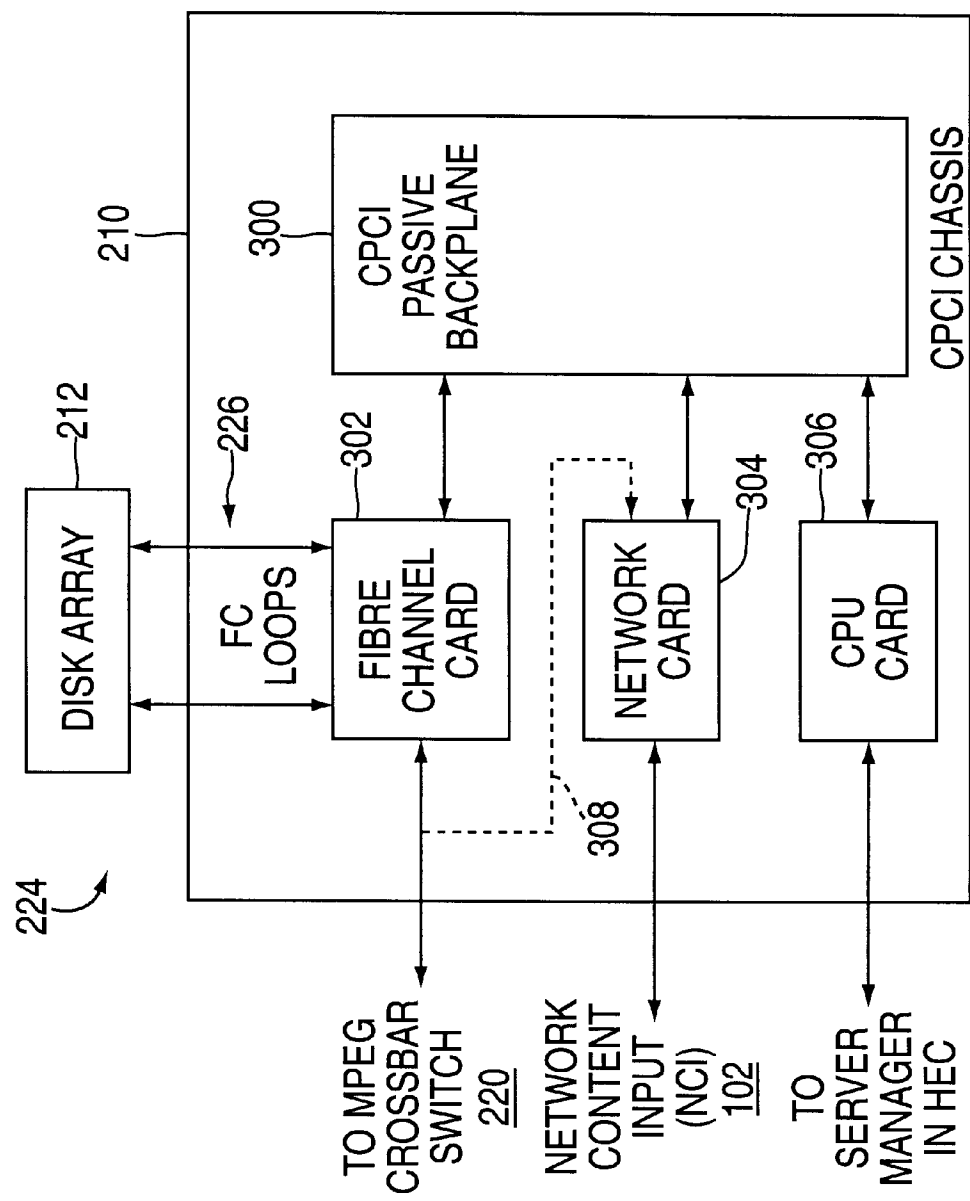 224
DISK ARRAY
212
210
FC
LOOPS
226
TO MPEG
CROSSBAR
SWITCH
220
FIBRE
CHANNEL
CARD
302
300
CPCI
PASSIVE
BACKPLANE
308
NETWORK
CONTENT
INPUT
(NCI)
102
NETWORK
CARD
304
TO
SERVER
MANAGER
IN HEC
CPU
CARD
306
CPCI CHASSIS